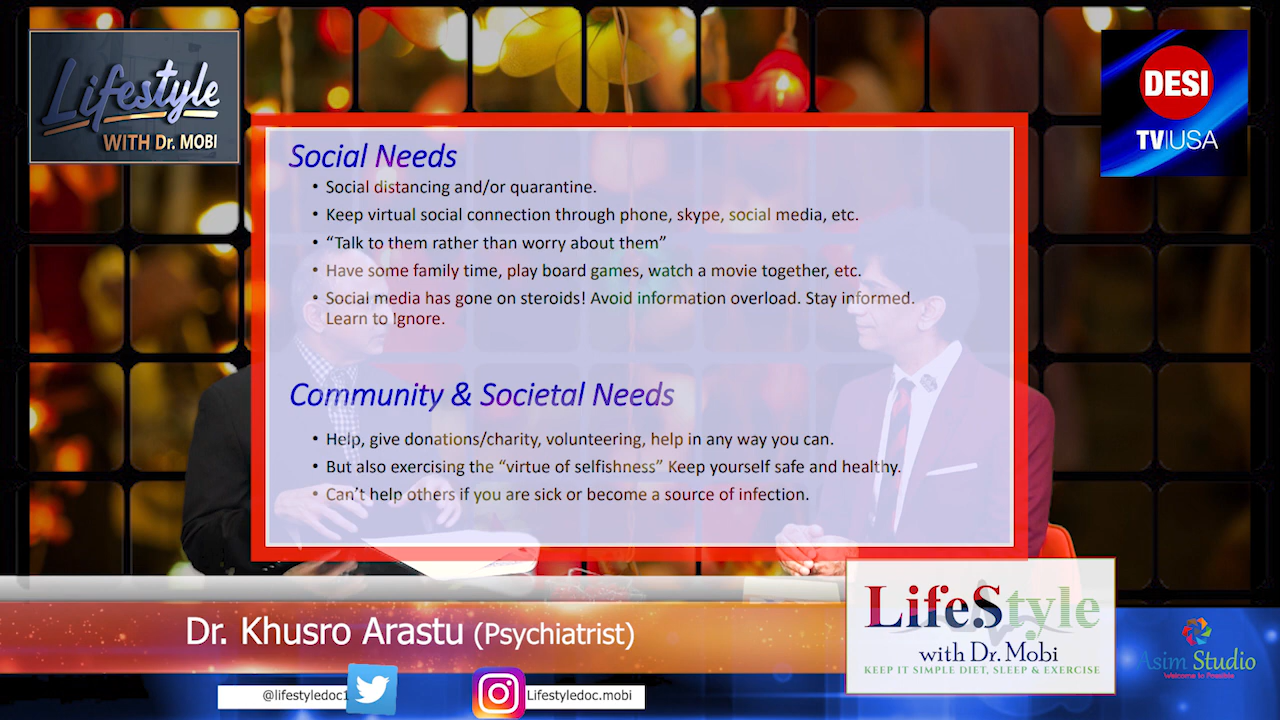 Lifestyle
WITH Dr. MOBI
DESI
TV|USA
Social Needs
• Social distancing and/or quarantine.
• Keep virtual social connection through phone, skype, social media, etc.
• “Talk to them rather than worry about them”
• Have some family time, play board games, watch a movie together, etc.
• Social media has gone on steroids! Avoid information overload. Stay informed.
Learn to Ignore.
Community & Societal Needs
• Help, give donations/charity, volunteering, help in any way you can.
• But also exercising the “virtue of selfishness” Keep yourself safe and healthy.
• Can’t help others if you are sick or become a source of infection.
Dr. Khusro Arastu (Psychiatrist)
LifeStyle
with Dr. Mobi
KEEP IT SIMPLE DIET, SLEEP & EXERCISE
Asim Studio
Welcome to Possible
@lifestyledoc1
Lifestyledoc.mobi